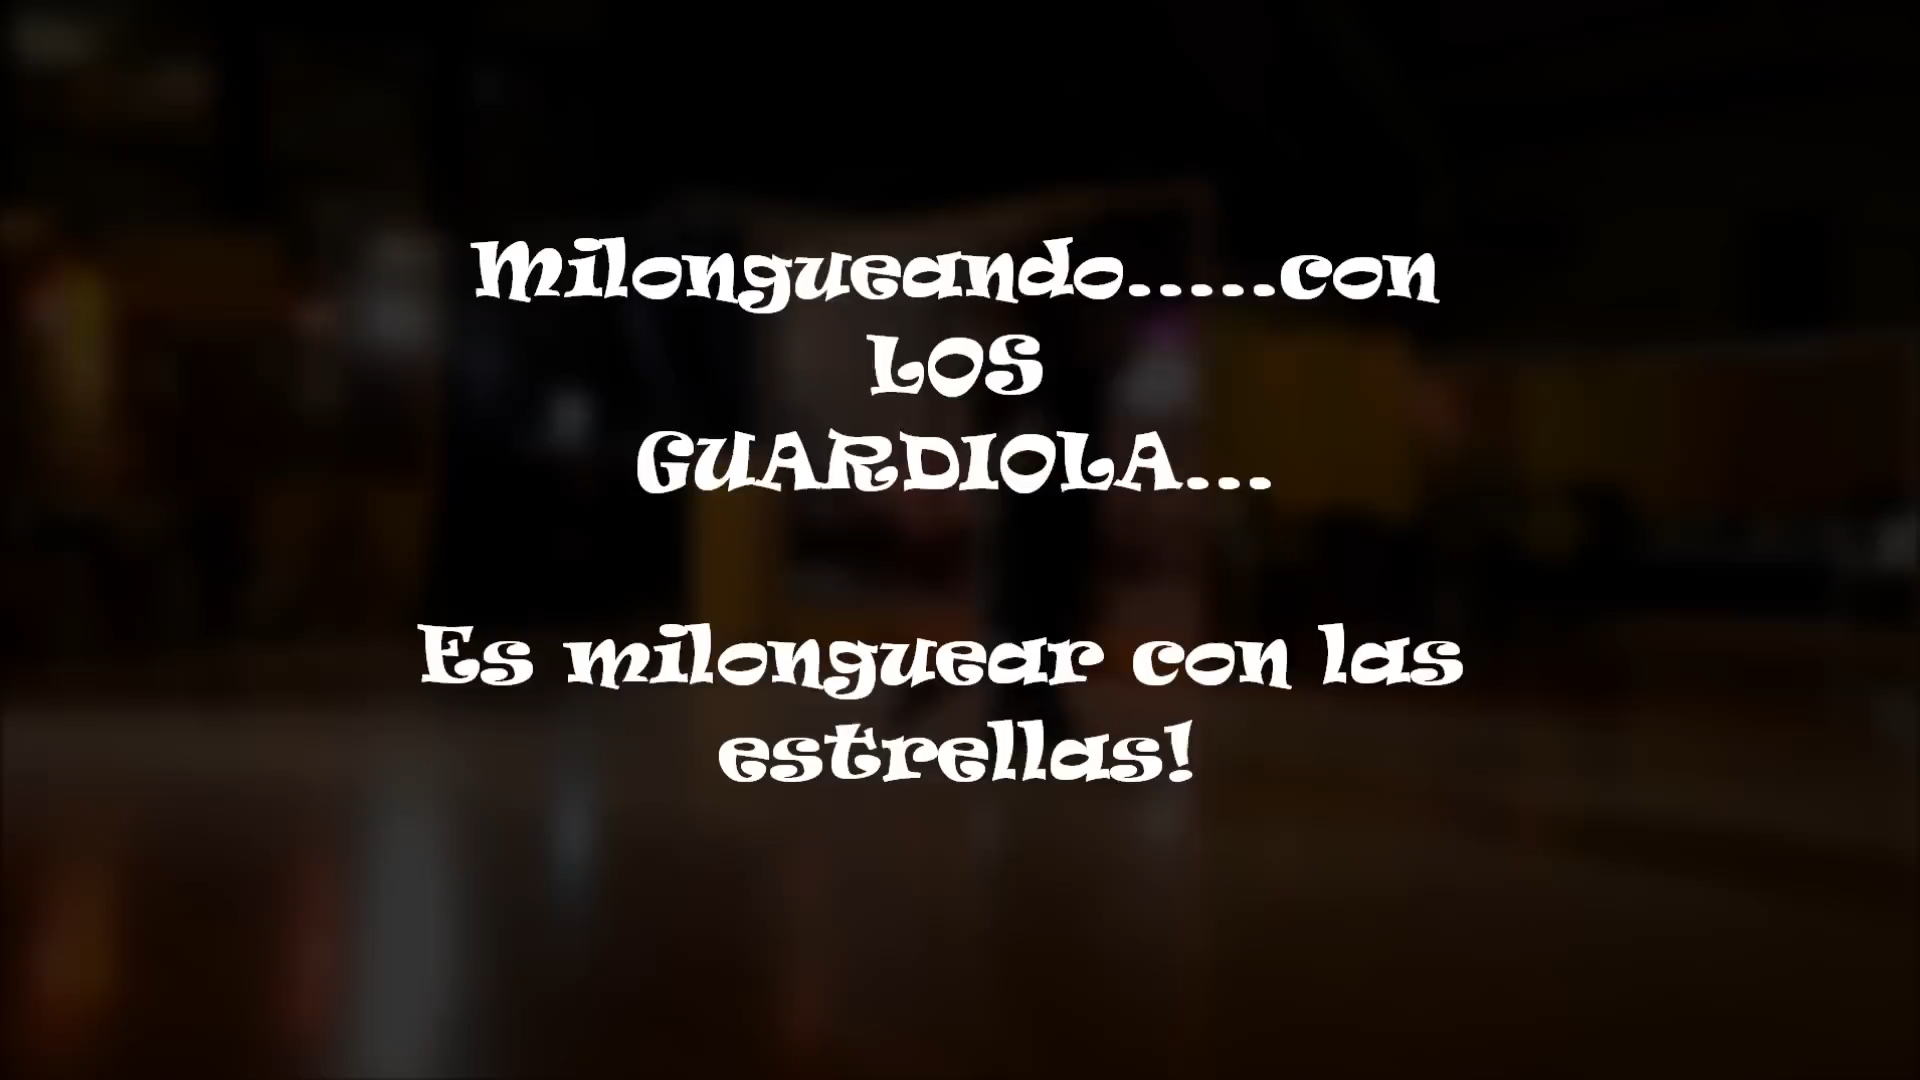 Milongueando.....con
LOS
GUARDIOLA...
Es milonguear con las
estrellas!